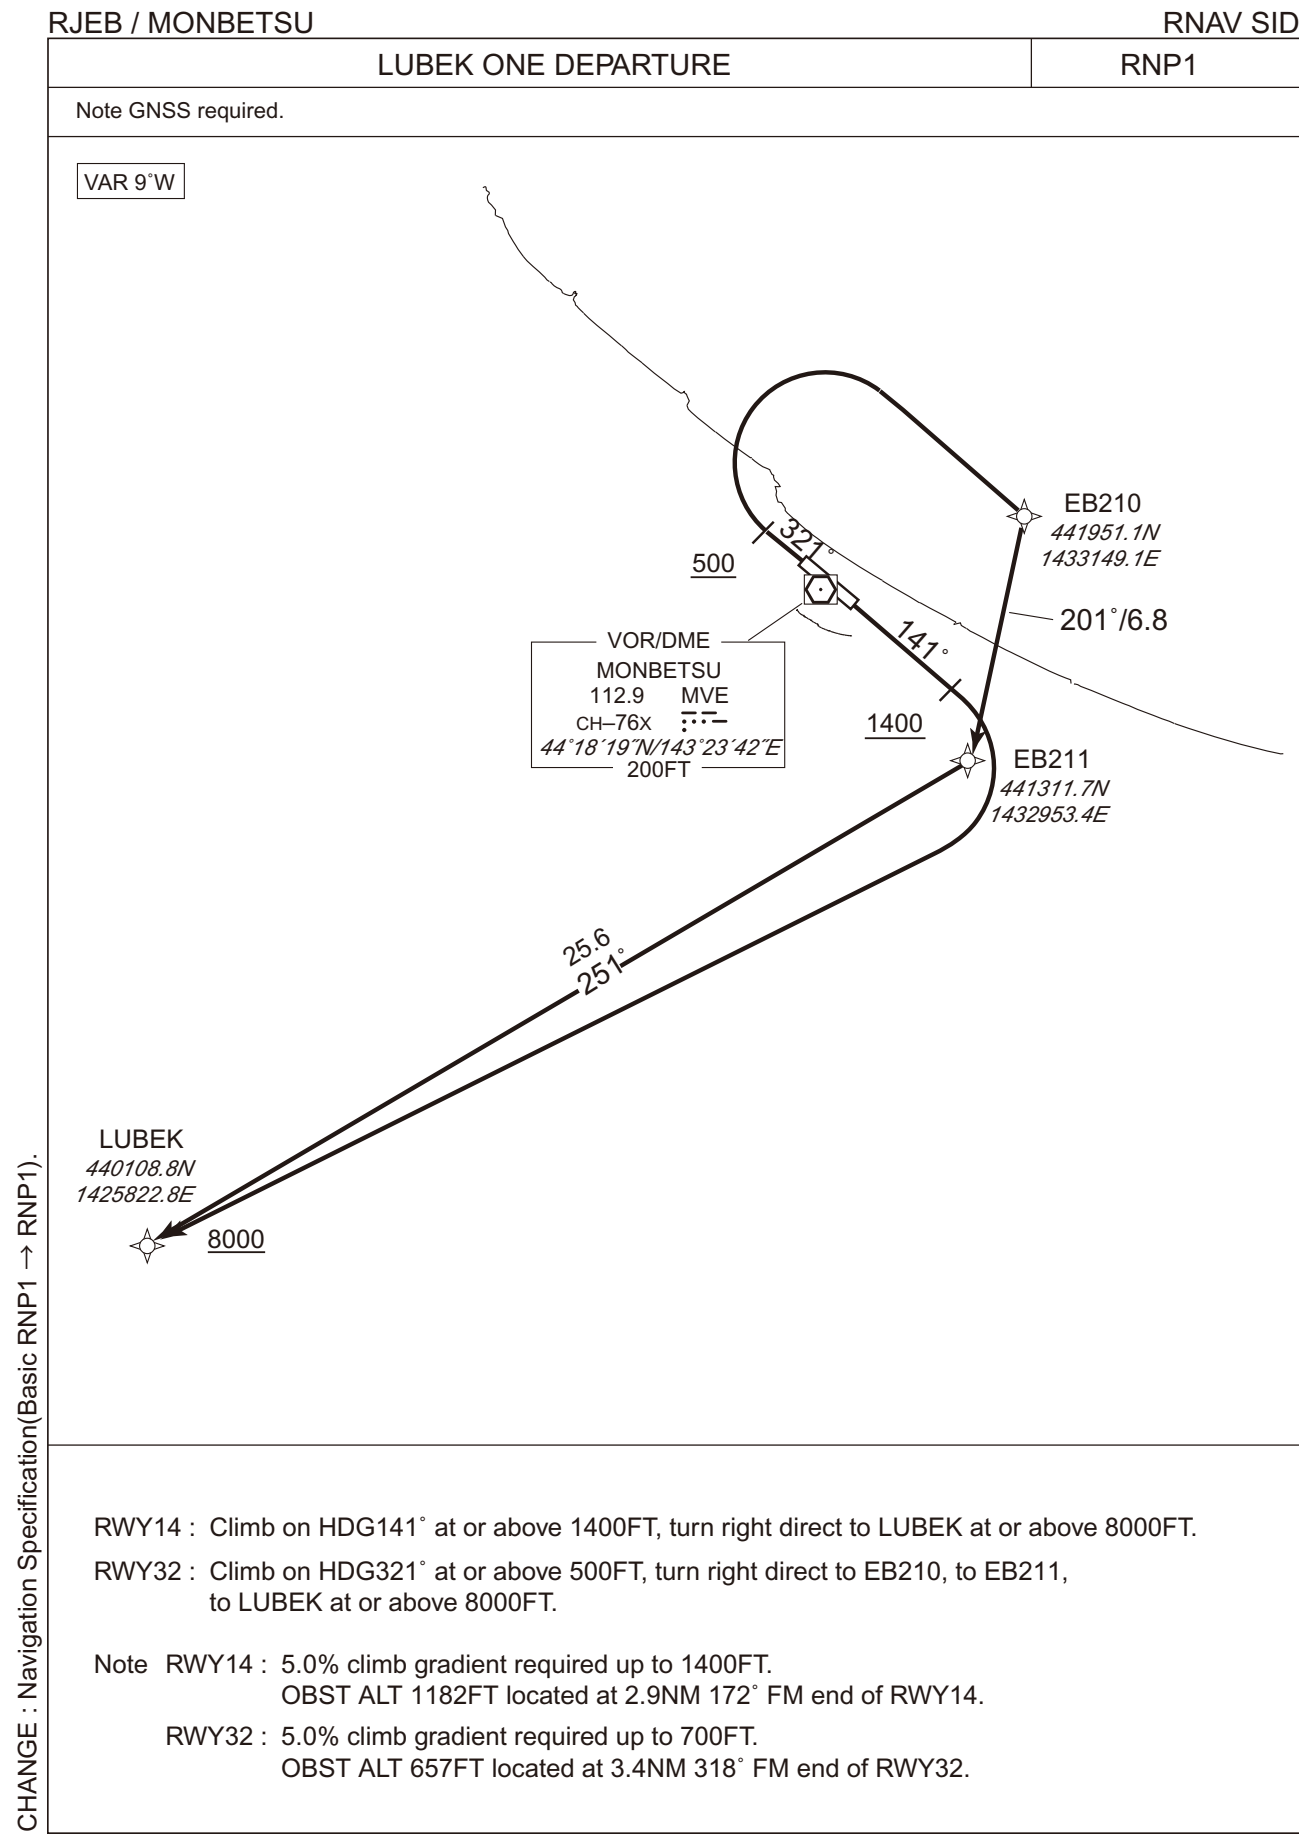 RJEB / MONBETSU
RNAV SID
LUBEK ONE DEPARTURE
RNP1
Note GNSS required.
VAR 9˚W
EB210
441951.1N
1433149.1E
321˚
500
201˚/6.8
141˚
VOR/DME
MONBETSU
112.9 MVE
CH–76X
44˚18´19˝N/143˚23´42˝E
200FT
1400
EB211
441311.7N
1432953.4E
25.6
251˚
LUBEK
440108.8N
1425822.8E
8000
RWY14 : Climb on HDG141˚ at or above 1400FT, turn right direct to LUBEK at or above 8000FT.
RWY32 : Climb on HDG321˚ at or above 500FT, turn right direct to EB210, to EB211,
to LUBEK at or above 8000FT.
Note RWY14 : 5.0% climb gradient required up to 1400FT.
OBST ALT 1182FT located at 2.9NM 172˚ FM end of RWY14.
RWY32 : 5.0% climb gradient required up to 700FT.
OBST ALT 657FT located at 3.4NM 318˚ FM end of RWY32.
CHANGE : Navigation Specification(Basic RNP1 → RNP1).